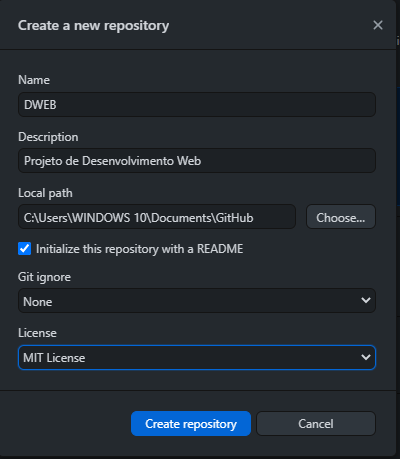 Create a new repository
Name
DWEB
Description
Projeto de Desenvolvimento Web
Local path
C:\Users\WINDOWS 10\Documents\GitHub
Choose...
Initialize this repository with a README
Git ignore
None
License
MIT License
Create repository
Cancel